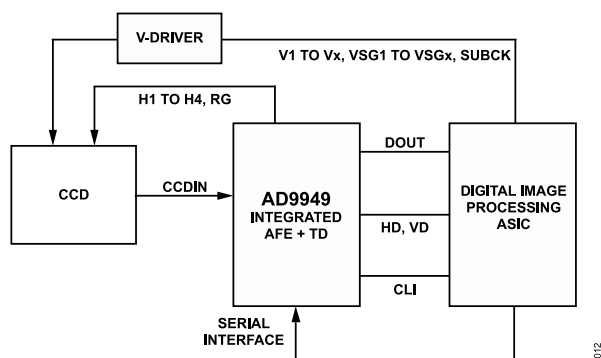 V-DRIVER
V1 TO Vx, VSG1 TO VSGx, SUBCK
H1 TO H4, RG
CCD
CCDIN
AD9949
INTEGRATED
AFE + TD
DOUT
HD, VD
CLI
DIGITAL IMAGE
PROCESSING
ASIC
SERIAL
INTERFACE
012